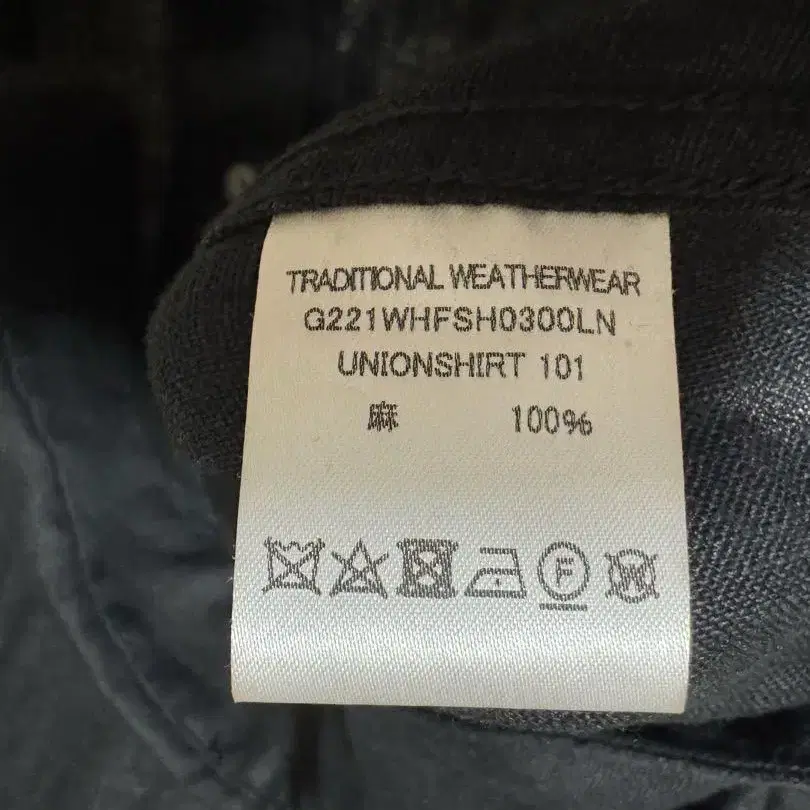 TRADITIONAL WEATHERWEAR
G221WHFSH0300LN
UNIONSHIRT 101
麻 100%
F W